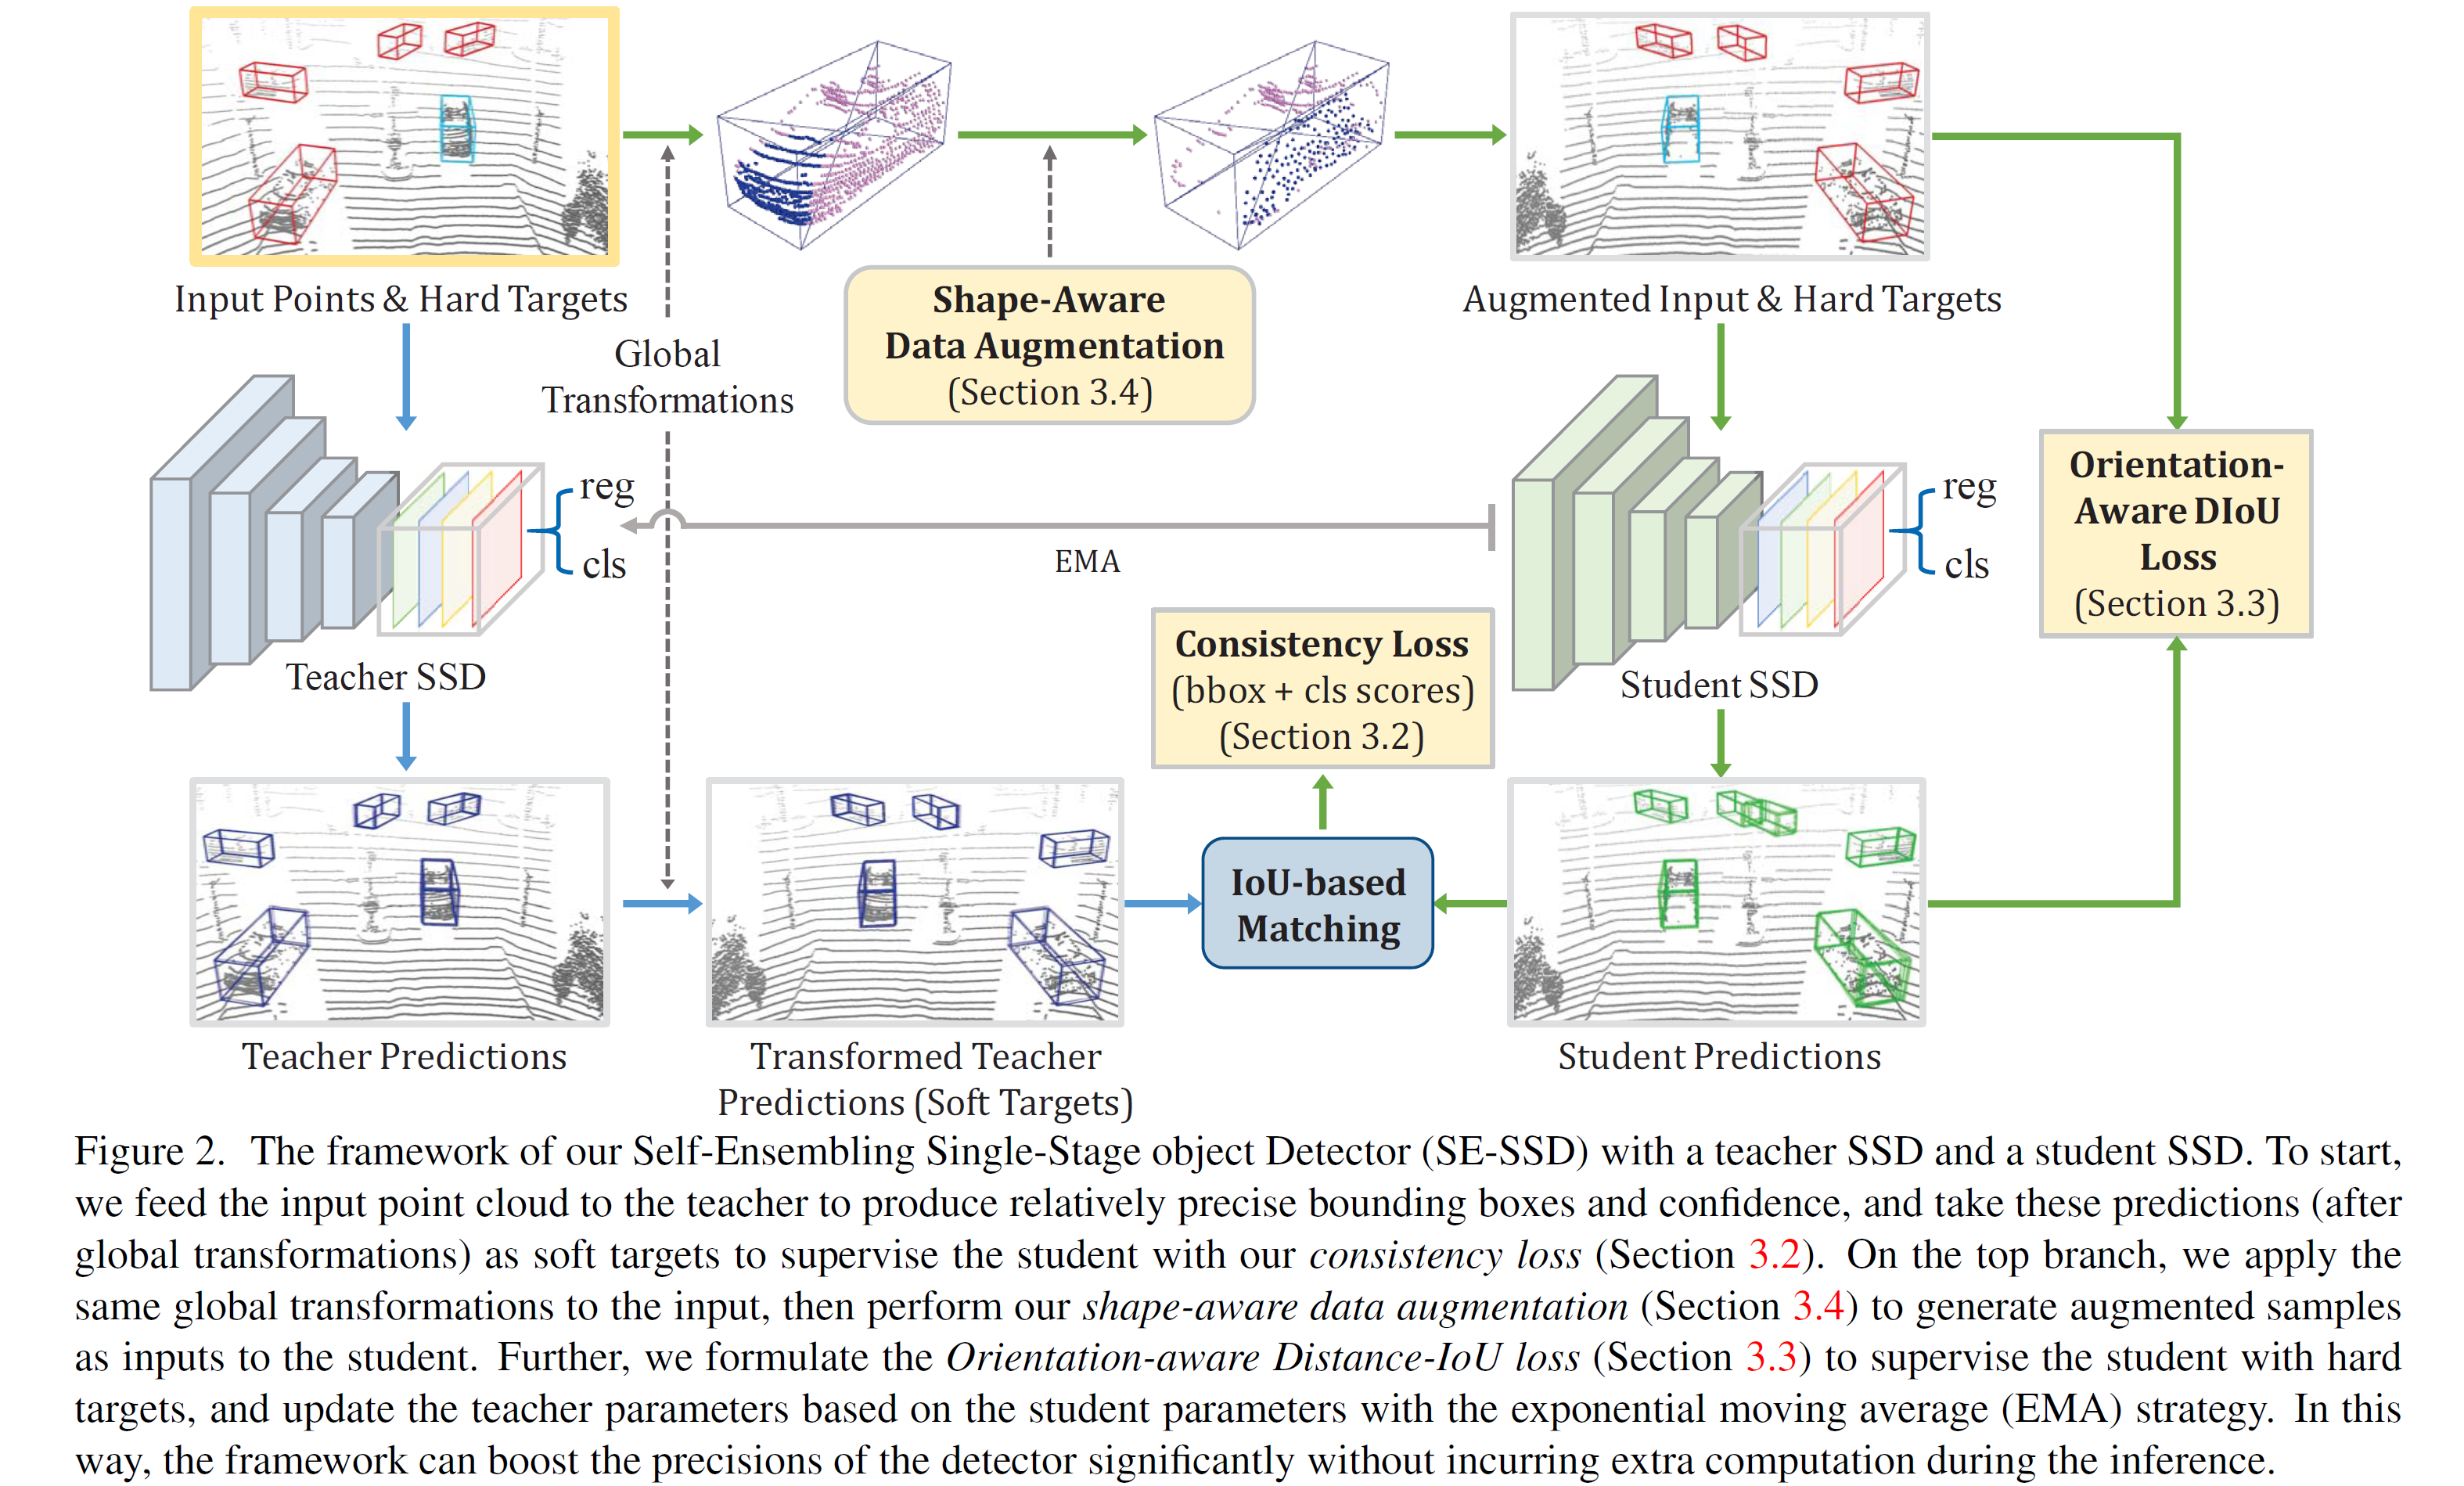 Input Points & Hard Targets
Global
Transformations
Shape-Aware
Data Augmentation
(Section 3.4)
Augmented Input & Hard Targets
reg
cls
Teacher SSD
EMA
reg
cls
Student SSD
Orientation-
Aware DIoU
Loss
(Section 3.3)
Consistency Loss
(bbox + cls scores)
(Section 3.2)
IoU-based
Matching
Teacher Predictions
Transformed Teacher
Predictions (Soft Targets)
Student Predictions
Figure 2. The framework of our Self-Ensembling Single-Stage object Detector (SE-SSD) with a teacher SSD and a student SSD. To start,
we feed the input point cloud to the teacher to produce relatively precise bounding boxes and confidence, and take these predictions (after
global transformations) as soft targets to supervise the student with our consistency loss (Section 3.2). On the top branch, we apply the
same global transformations to the input, then perform our shape-aware data augmentation (Section 3.4) to generate augmented samples
as inputs to the student. Further, we formulate the Orientation-aware Distance-IoU loss (Section 3.3) to supervise the student with hard
targets, and update the teacher parameters based on the student parameters with the exponential moving average (EMA) strategy. In this
way, the framework can boost the precisions of the detector significantly without incurring extra computation during the inference.